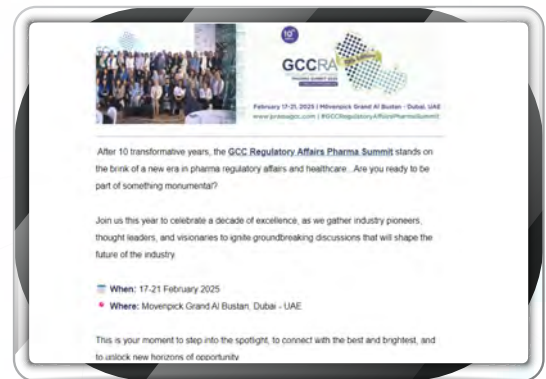 10
GCCRA
PHARMA SUMMIT 2025
February 17-21, 2025 | Mövenpick Grand Al Bustan - Dubai, UAE
After 10 transformative years, the GCC Regulatory Affairs Pharma Summit stands on
the brink of a new era in pharma regulatory affairs and healthcare...Are you ready to be
part of something monumental?
Join us this year to celebrate a decade of excellence, as we gather industry pioneers,
thought leaders, and visionaries to ignite groundbreaking discussions that will shape the
future of the industry.
When: 17-21 February 2025
Where: Movenpick Grand Al Bustan, Dubai - UAE
This is your moment to step into the spotlight, to connect with the best and brightest, and
to unlock new horizons of opportunity